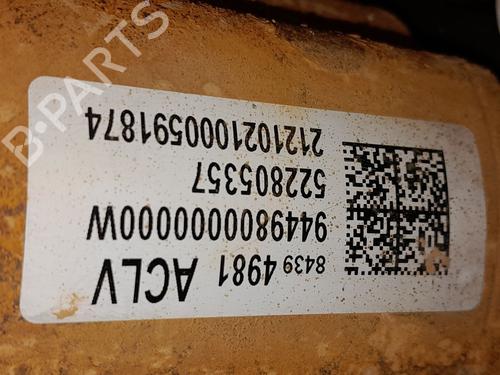 B-PARTS
8439 4981 ACLV
9449800000000W
522805357
2121021000591874